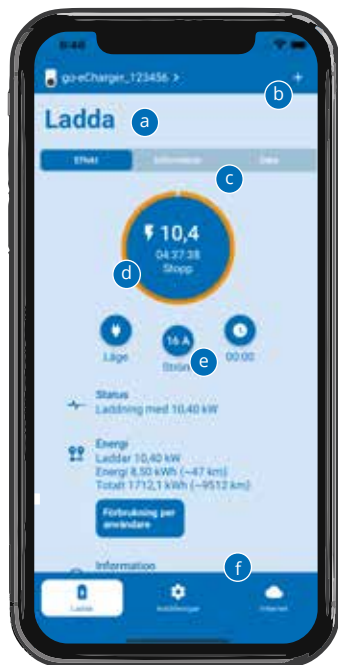 9:46
go-eCharger_123456 >
+
b
Ladda
a
Effekt
Information
Data
c
10,4
04:37:38
Stopp
d
Läge
16 A
Ström
e
00:00
Status
Laddning med 10,40 kW
Energi
Laddar 10,40 kW
Energi 8,50 kWh (~47 km)
Totalt 1712,1 kWh (~9512 km)
Förbrukning per
användare
Information
f
Ladda
Inställningar
Internet